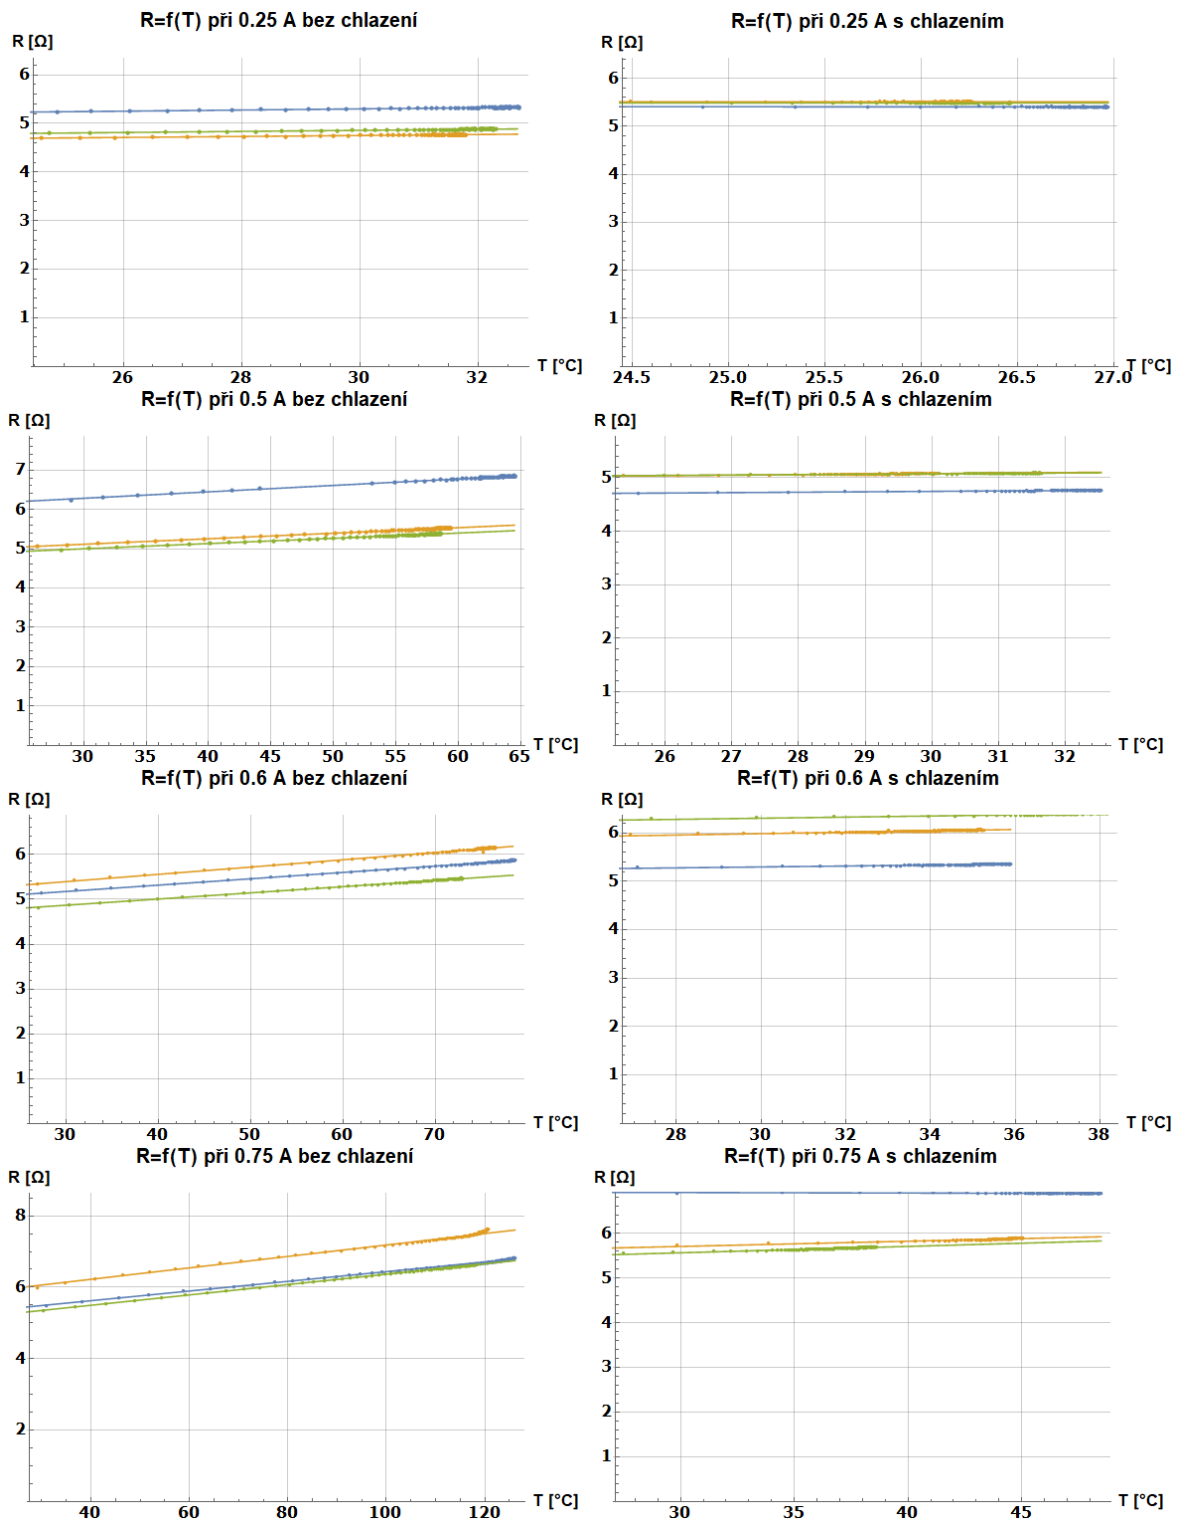 R=f(T) při 0.25 A bez chlazení
R [Ω]
6
5
4
3
2
1
26 28 30 32 T [°C]
R=f(T) při 0.25 A s chlazením
R [Ω]
6
5
4
3
2
1
24.5 25.0 25.5 26.0 26.5 27.0 T [°C]
R=f(T) při 0.5 A bez chlazení
R [Ω]
7
6
5
4
3
2
1
30 35 40 45 50 55 60 65 T [°C]
R=f(T) při 0.5 A s chlazením
R [Ω]
5
4
3
2
1
26 27 28 29 30 31 32 T [°C]
R=f(T) při 0.6 A bez chlazení
R [Ω]
6
5
4
3
2
1
30 40 50 60 70 T [°C]
R=f(T) při 0.6 A s chlazením
R [Ω]
6
5
4
3
2
1
28 30 32 34 36 38 T [°C]
R=f(T) při 0.75 A bez chlazení
R [Ω]
8
6
4
2
40 60 80 100 120 T [°C]
R=f(T) při 0.75 A s chlazením
R [Ω]
6
5
4
3
2
1
30 35 40 45 T [°C]